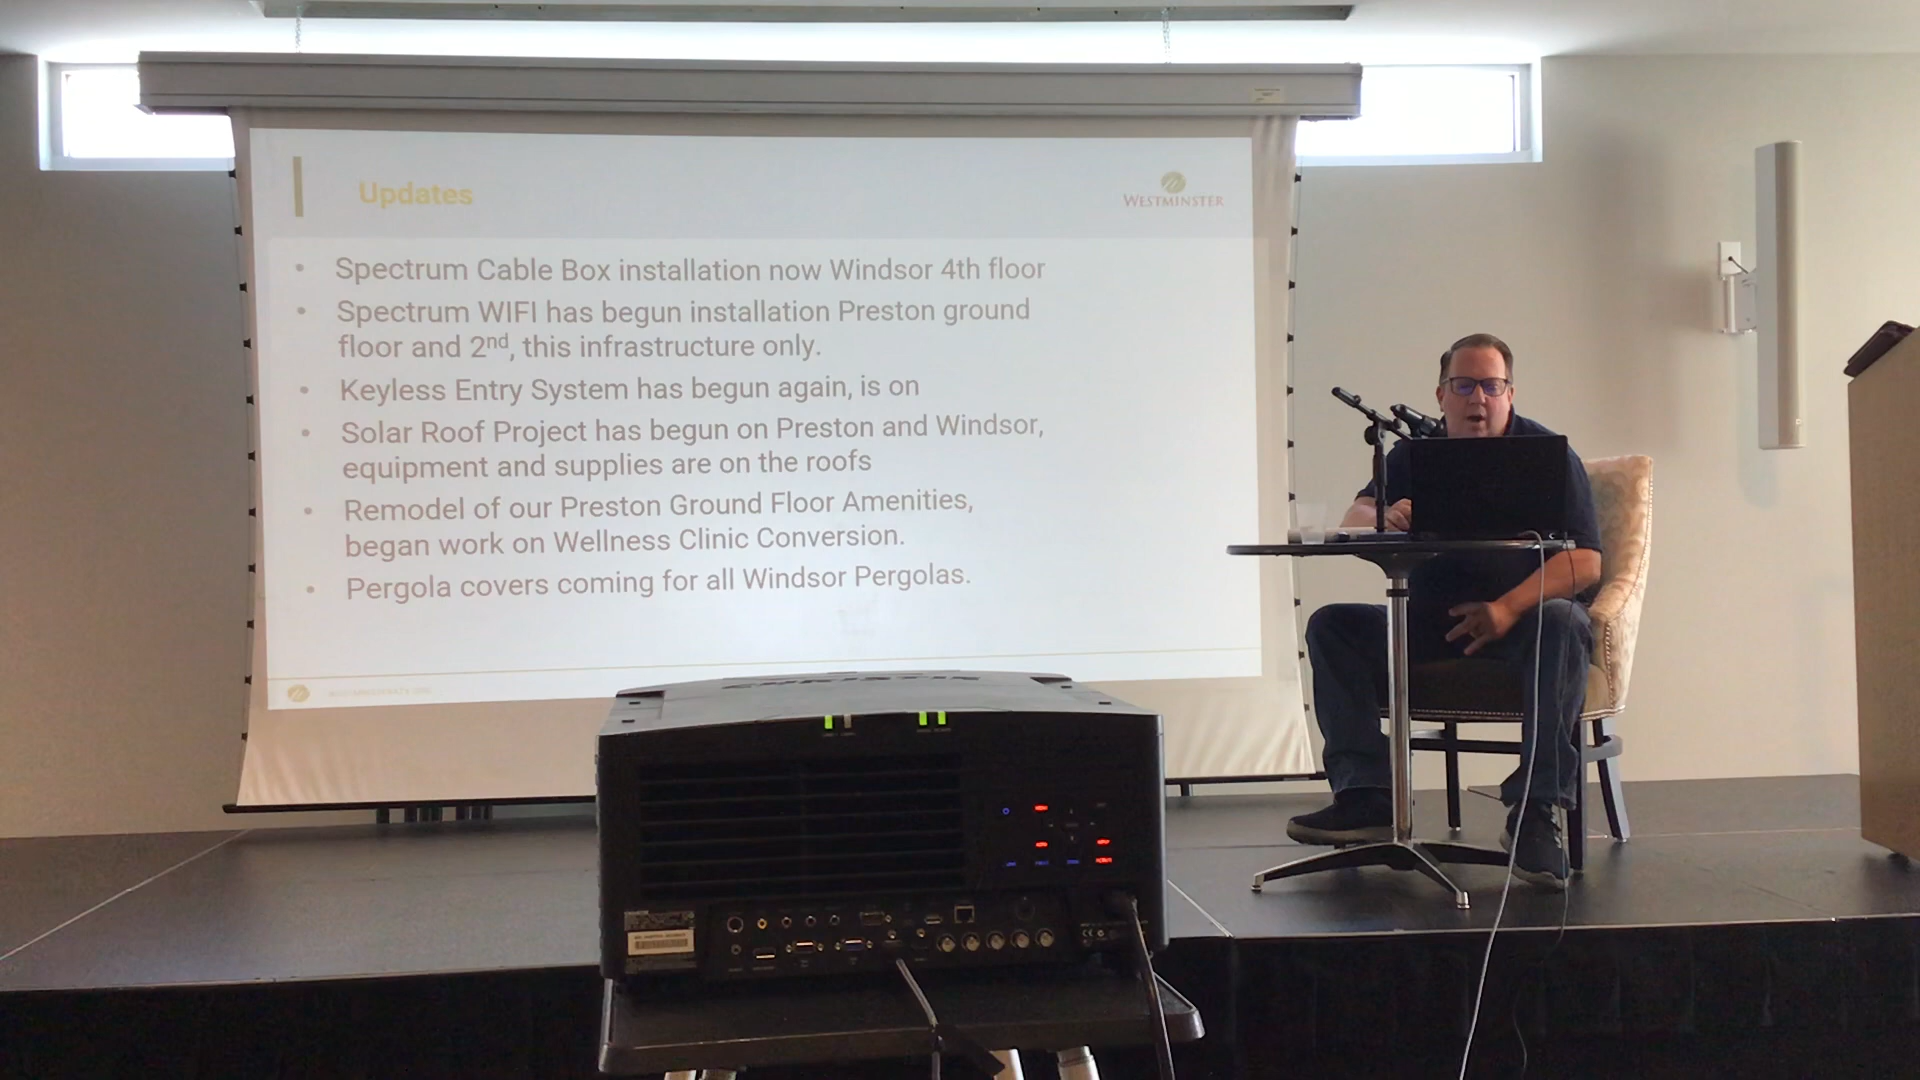 Updates
WESTMINSTER
• Spectrum Cable Box installation now Windsor 4th floor
• Spectrum WIFI has begun installation Preston ground
floor and 2nd, this infrastructure only.
• Keyless Entry System has begun again, is on
• Solar Roof Project has begun on Preston and Windsor,
equipment and supplies are on the roofs
• Remodel of our Preston Ground Floor Amenities,
began work on Wellness Clinic Conversion.
• Pergola covers coming for all Windsor Pergolas.
CHRISTIE